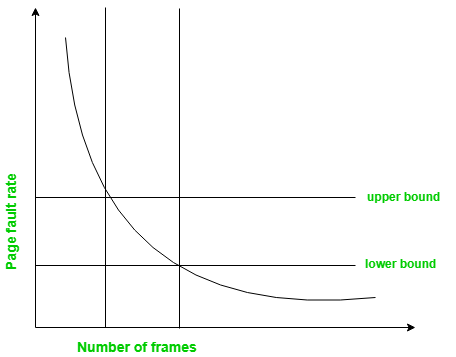 Page fault rate
upper bound
lower bound
Number of frames